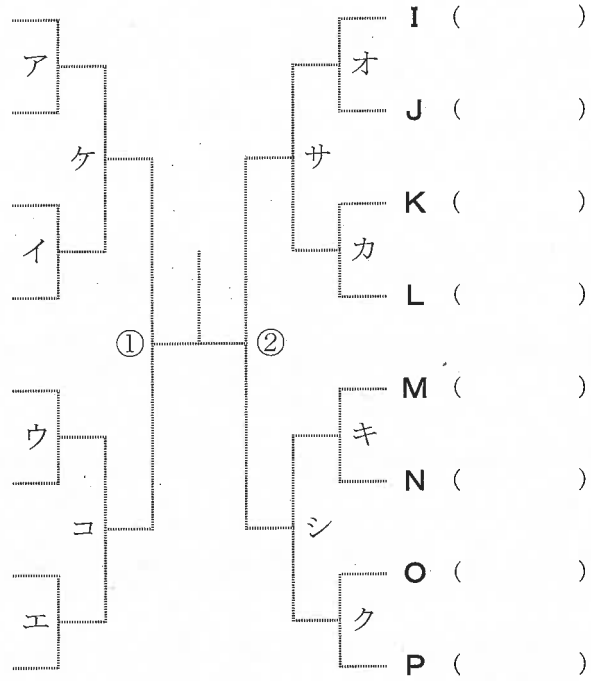 I ( )
ア オ
J ( )
ケ サ
K ( )
イ カ
L ( )
① ②
M ( )
ウ キ
N ( )
コ シ
O ( )
エ ク
P ( )